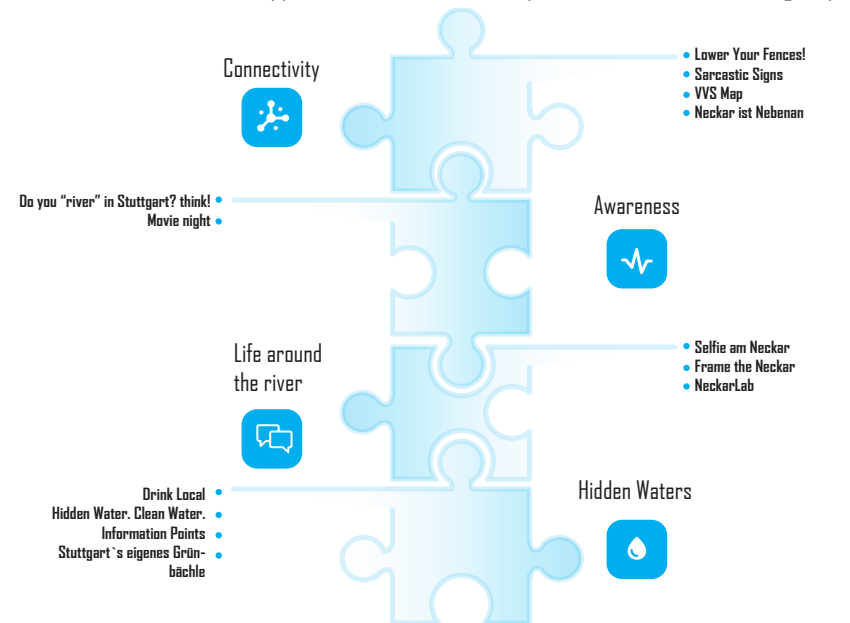 Connectivity
Lower Your Fences!
Sarcastic Signs
VVS Map
Neckar ist Nebenan
Do you “river” in Stuttgart? think!
Movie night
Awareness
Life around
the river
Selfie am Neckar
Frame the Neckar
NeckarLab
Drink Local
Hidden Water. Clean Water.
Information Points
Stuttgart`s eigenes Grün-
bächle
Hidden Waters